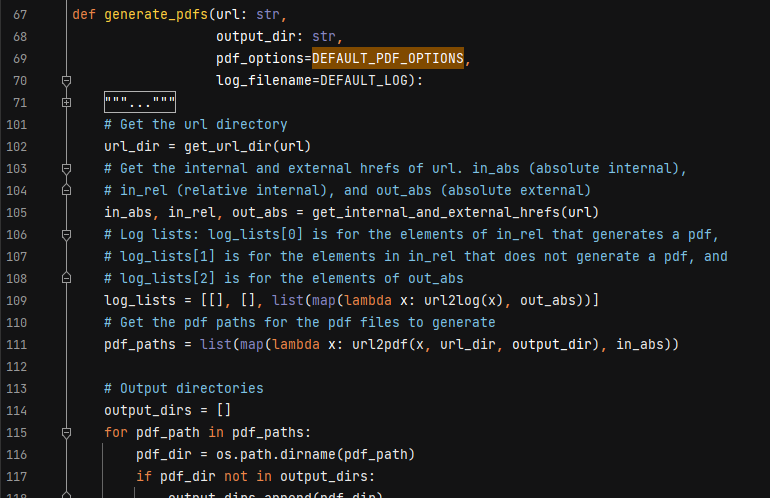 67 def generate_pdfs(url: str,
68 output_dir: str,
69 pdf_options=DEFAULT_PDF_OPTIONS,
70 log_filename=DEFAULT_LOG):
71 """..."""
101 # Get the url directory
102 url_dir = get_url_dir(url)
103 # Get the internal and external hrefs of url. in_abs (absolute internal),
104 # in_rel (relative internal), and out_abs (absolute external)
105 in_abs, in_rel, out_abs = get_internal_and_external_hrefs(url)
106 # Log lists: log_lists[0] is for the elements of in_rel that generates a pdf,
107 # log_lists[1] is for the elements in in_rel that does not generate a pdf, and
108 # log_lists[2] is for the elements of out_abs
109 log_lists = [[], [], list(map(lambda x: url2log(x), out_abs))]
110 # Get the pdf paths for the pdf files to generate
111 pdf_paths = list(map(lambda x: url2pdf(x, url_dir, output_dir), in_abs))
112
113 # Output directories
114 output_dirs = []
115 for pdf_path in pdf_paths:
116 pdf_dir = os.path.dirname(pdf_path)
117 if pdf_dir not in output_dirs:
118 output_dirs.append(pdf_dir)